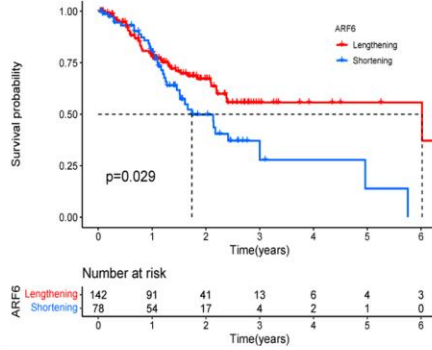 ARF6
Lengthening
Shortening
Survival probability
1.00
0.75
0.50
0.25
0.00
p=0.029
0 1 2 3 4 5 6
Time(years)
Number at risk
ARF6
Lengthening 142 91 41 13 6 4 3
Shortening 78 54 17 4 2 1 0
0 1 2 3 4 5 6
Time(years)